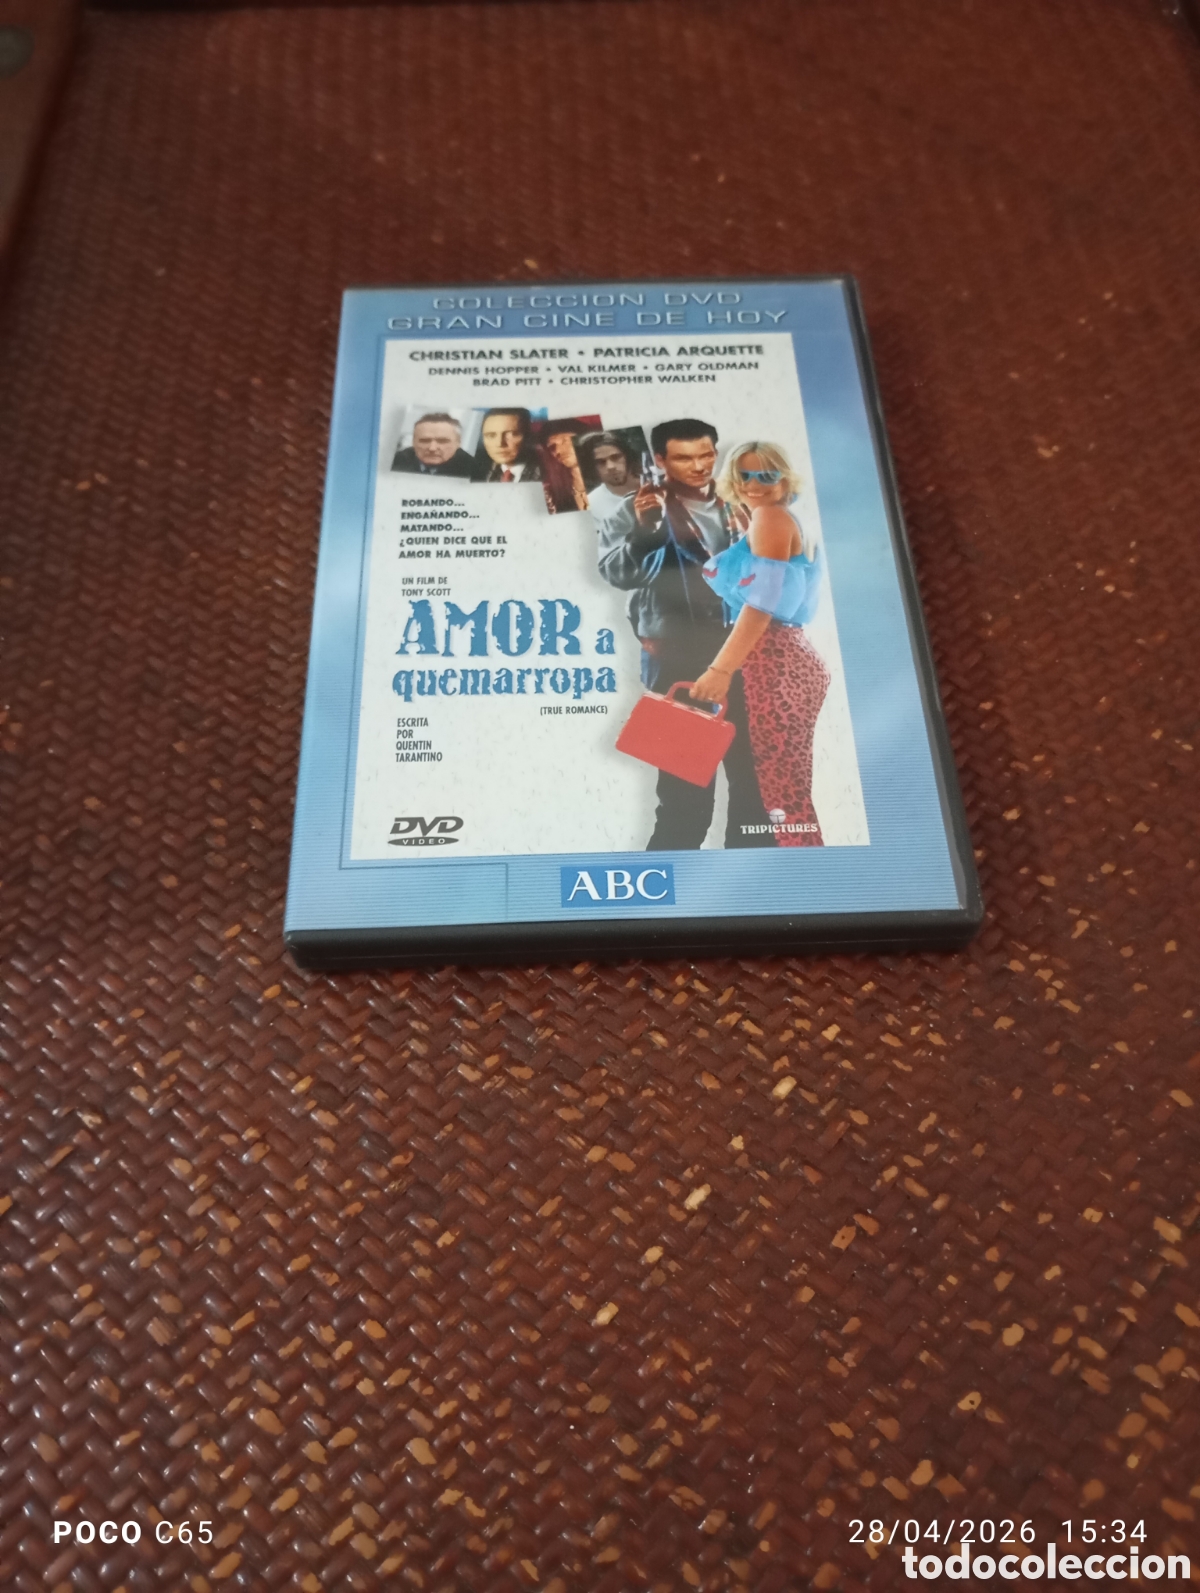 COLECCION DVD
GRAN CINE DE HOY
CHRISTIAN SLATER • PATRICIA ARQUETTE
DENNIS HOPPER • VAL KILMER • GARY OLDMAN
BRAD PITT • CHRISTOPHER WALKEN
ROBANDO...
ENGAÑANDO...
MATANDO...
¿QUIEN DICE QUE EL
AMOR HA MUERTO?
UN FILM DE
TONY SCOTT
AMOR a
quemarropa
(TRUE ROMANCE)
ESCRITA
POR
QUENTIN
TARANTINO
DVD
VIDEO
TRIPICTURES
ABC
POCO C65
28/04/2026 15:34
todocoleccion